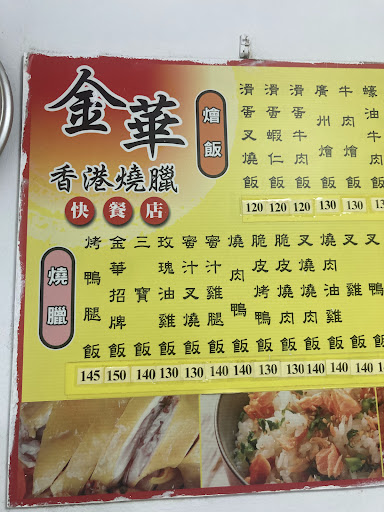 金華
香港燒臘
快餐店
燴飯
滑蛋叉燒飯 120
滑蛋蝦仁飯 120
滑蛋牛肉飯 120
廣州燴飯 130
牛肉燴飯 130
蠔油牛肉飯
燒臘
烤鴨腿飯 145
金華招牌飯 150
三寶飯 140
玫瑰油雞飯 130
蜜汁叉燒飯 130
蜜汁雞腿飯 140
燒肉鴨飯 140
脆皮烤鴨飯 130
脆皮燒肉飯 130
叉燒燒肉飯 140
燒肉油雞飯 140
叉雞飯 140
叉鴨飯